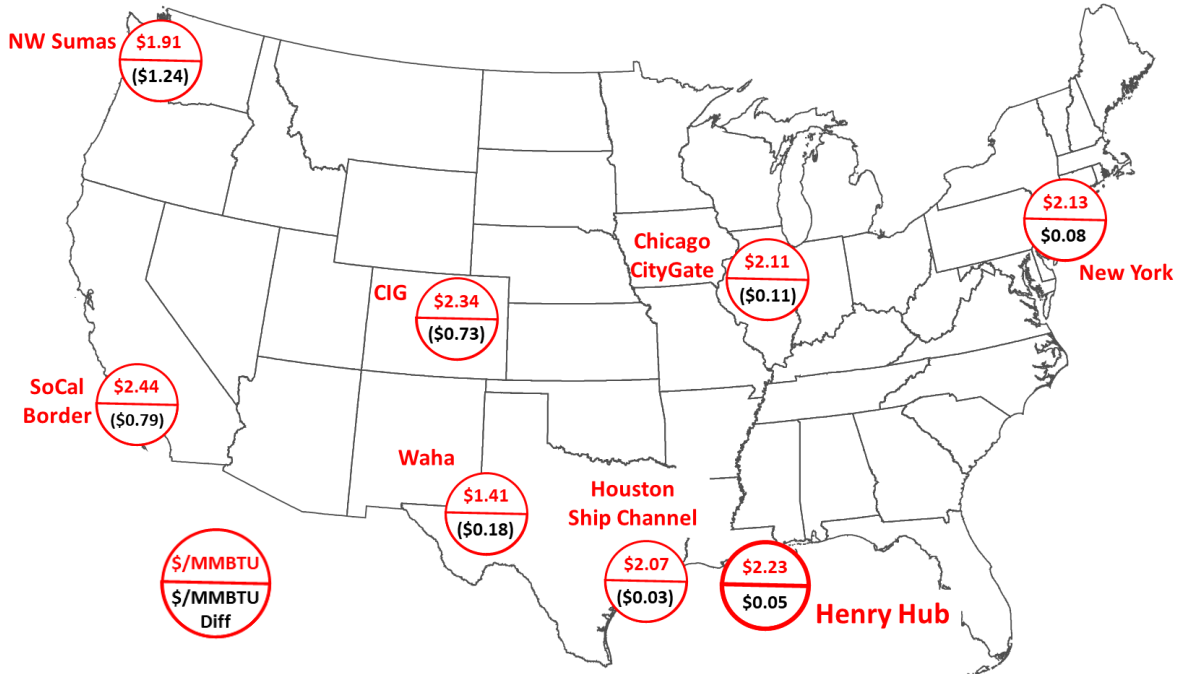 NW Sumas
$1.91
($1.24)
$2.13
$0.08
New York
Chicago
CityGate
$2.11
($0.11)
CIG
$2.34
($0.73)
SoCal
Border
$2.44
($0.79)
Waha
$1.41
($0.18)
Houston
Ship Channel
$2.07
($0.03)
$2.23
$0.05
Henry Hub
$/MMBTU
$/MMBTU
Diff